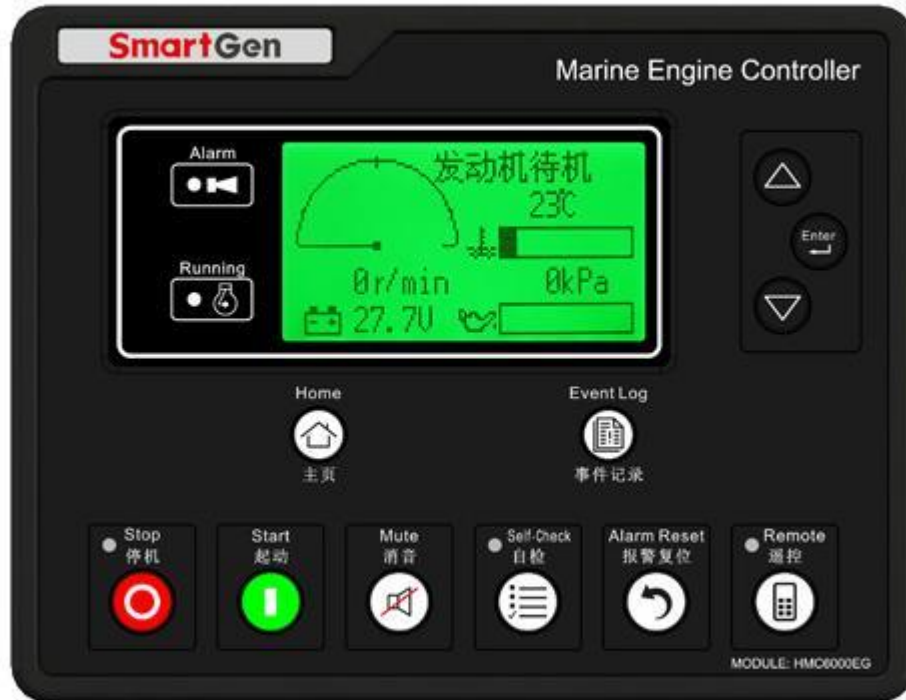 SmartGen
Marine Engine Controller
Alarm
发动机待机
23℃
Running
0r/min
0kPa
27.7V
Enter
Home
主页
Event Log
事件记录
Stop
停机
Start
起动
Mute
消音
Self-Check
自检
Alarm Reset
报警复位
Remote
遥控
MODULE: HMC6000EG